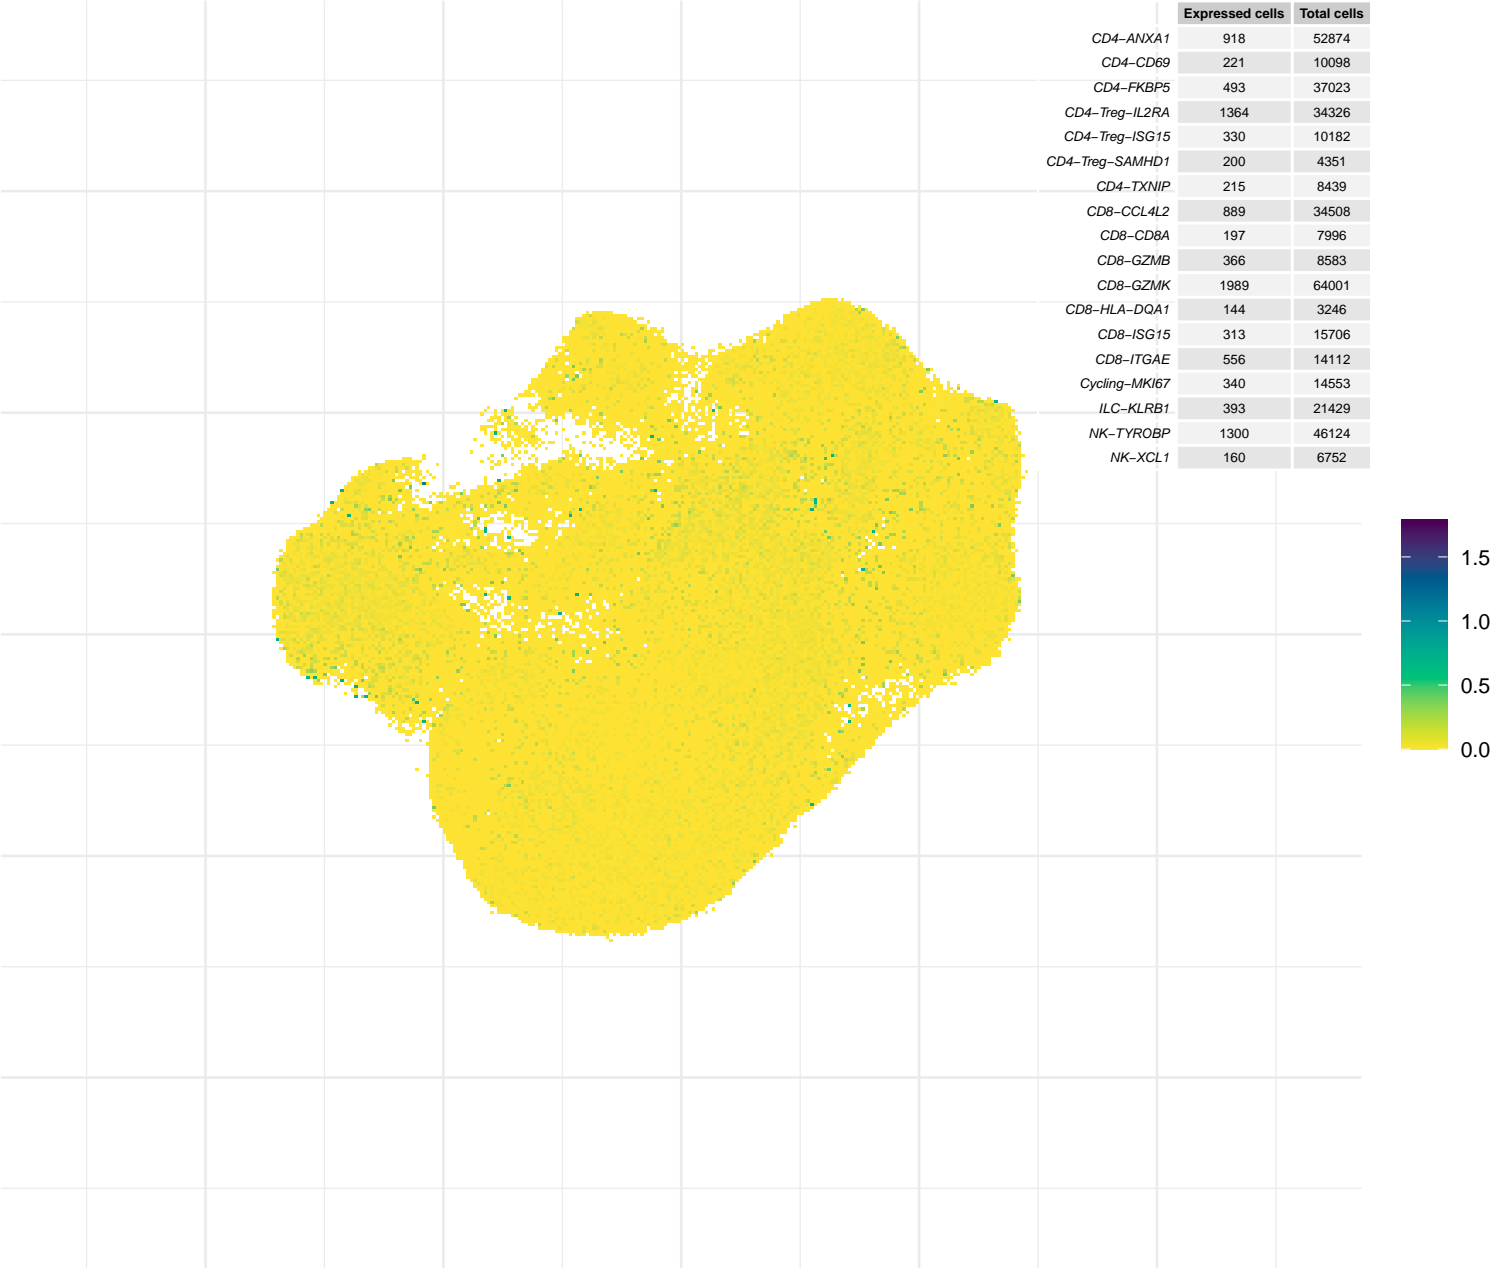 Expressed cells Total cells
CD4−ANXA1 918 52874
CD4−CD69 221 10098
CD4−FKBP5 493 37023
CD4−Treg−IL2RA 1364 34326
CD4−Treg−ISG15 330 10182
CD4−Treg−SAMHD1 200 4351
CD4−TXNIP 215 8439
CD8−CCL4L2 889 34508
CD8−CD8A 197 7996
CD8−GZMB 366 8583
CD8−GZMK 1989 64001
CD8−HLA−DQA1 144 3246
CD8−ISG15 313 15706
CD8−ITGAE 556 14112
Cycling−MKI67 340 14553
ILC−KLRB1 393 21429
NK−TYROBP 1300 46124
NK−XCL1 160 6752
1.5
1.0
0.5
0.0